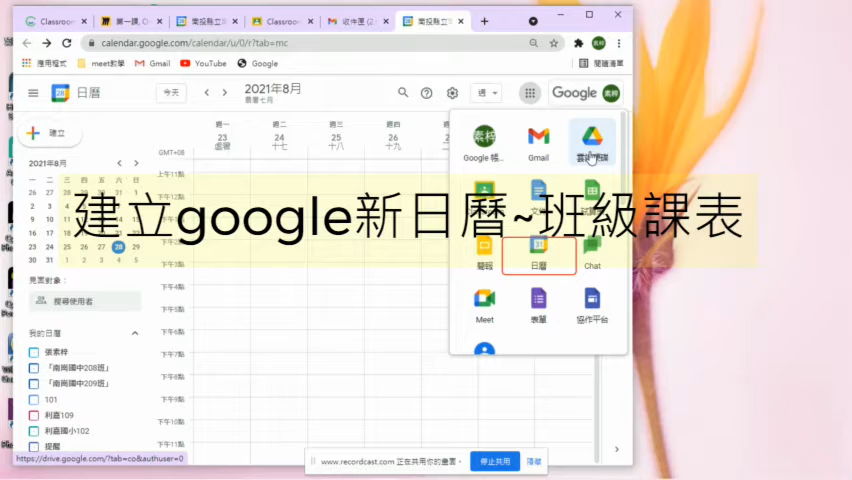 Classroom
第一課, C
南投縣立
Classroom
收件匣 (2
南投縣立
calendar.google.com/calendar/u/0/r?tab=mc
應用程式
meet教學
Gmail
YouTube
Google
閱讀清單
日曆
今天
2021年8月
農曆七月
週
Google
素梓
建立
週一
週二
週三
週四
23
24
25
26
處暑
十七
十八
十九
GMT+08
2021年8月
一 二 三 四 五 六 日
26 27 28 29 30 31 1
2 3 4 5 6 7 8
9 10 11 12 13 14 15
16 17 18 19 20 21 22
23 24 25 26 27 28 29
30 31 1 2 3 4 5
上午11點
下午12點
下午3點
下午4點
下午5點
下午6點
下午7點
下午8點
下午9點
下午10點
下午11點
素梓
Google 帳...
Gmail
建立google新日曆~班級課表
簡報
日曆
Chat
Meet
表單
協作平台
見面對象：
搜尋使用者
我的日曆
張素梓
「南崗國中208班」
「南崗國中209班」
101
利嘉109
利嘉國小102
提醒
https://drive.google.com/?tab=co&authuser=0
www.recordcast.com 正在共用你的畫面。
停止共用
隱藏